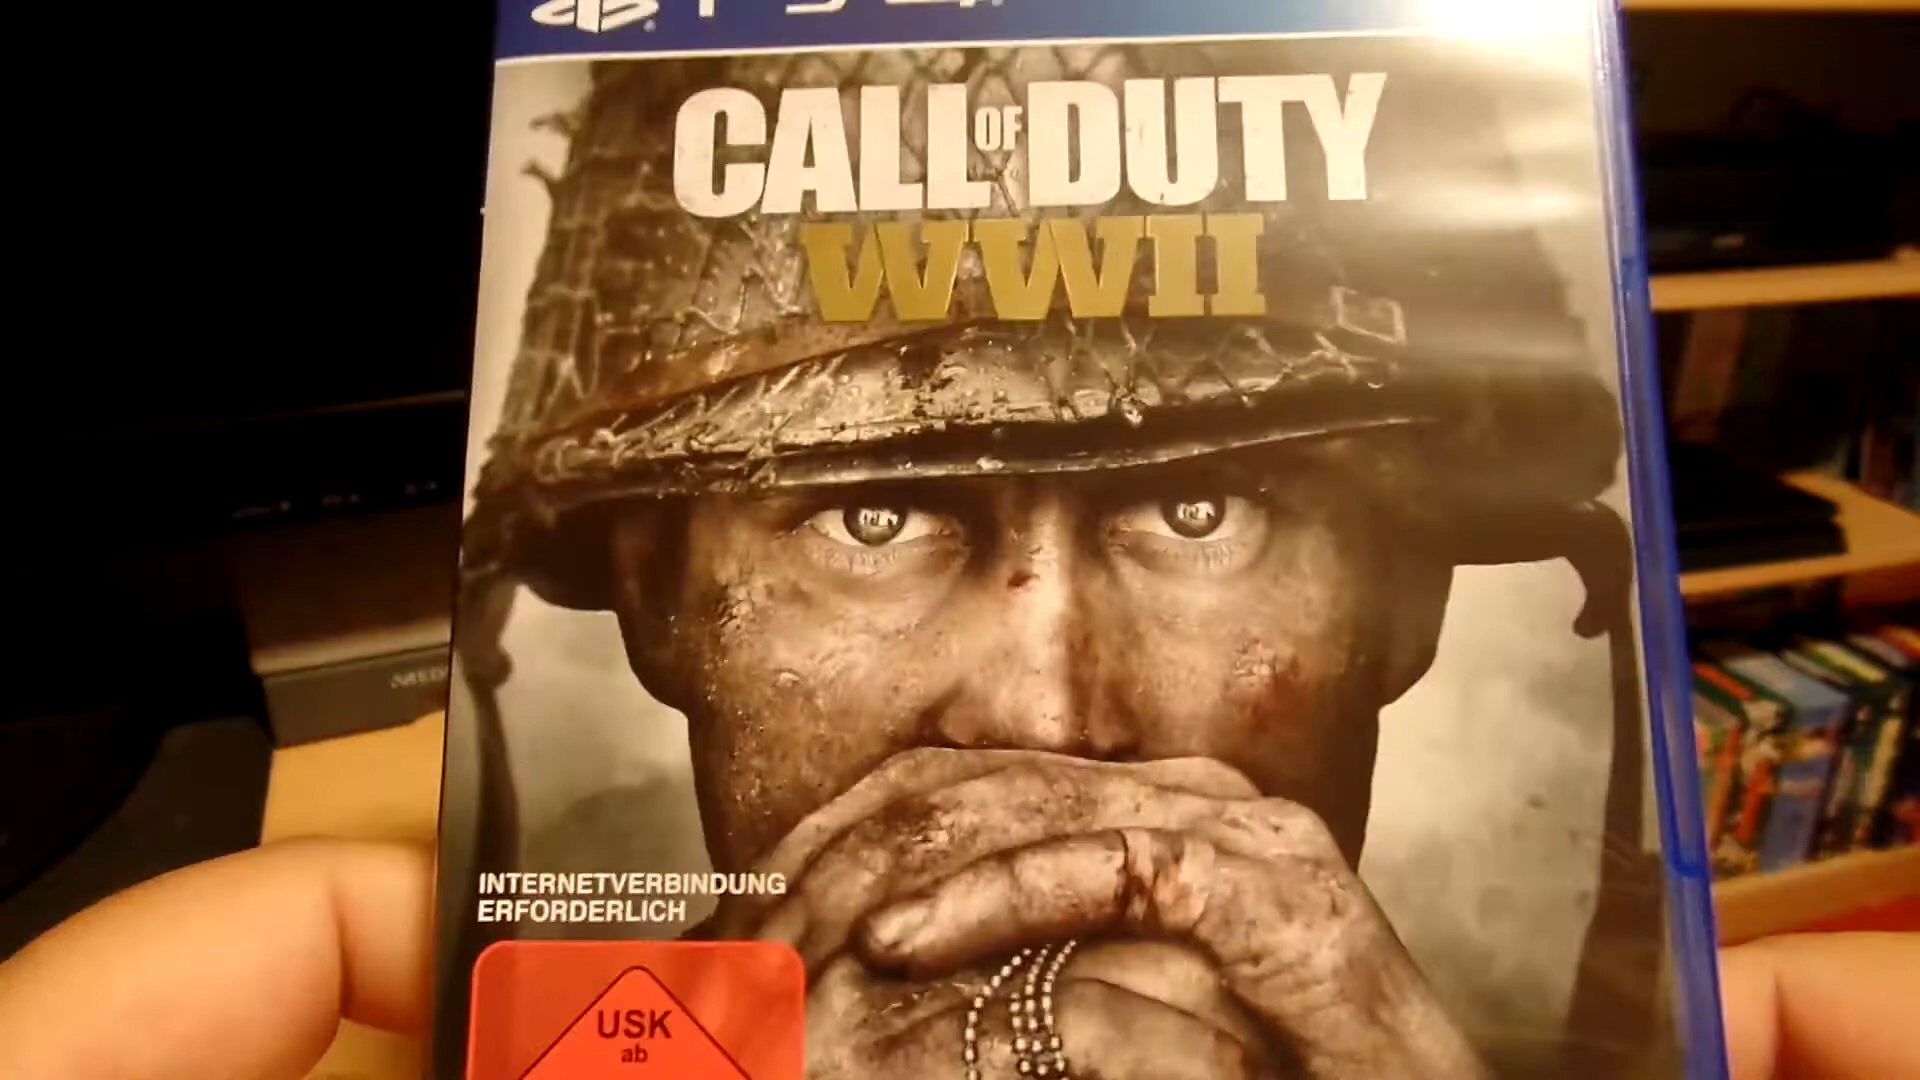 CALL OF DUTY
WWII
INTERNETVERBINDUNG
ERFORDERLICH
USK
ab